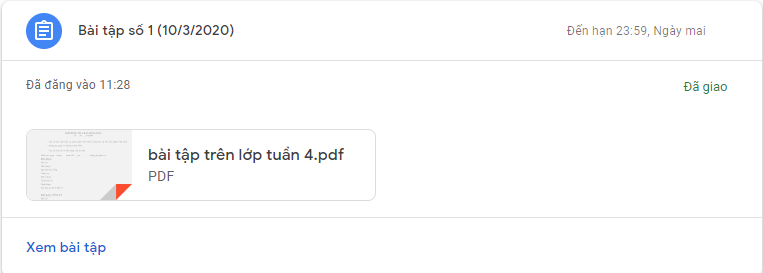 Bài tập số 1 (10/3/2020)
Đến hạn 23:59, Ngày mai
Đã đăng vào 11:28
Đã giao
bài tập trên lớp tuần 4.pdf
PDF
Xem bài tập